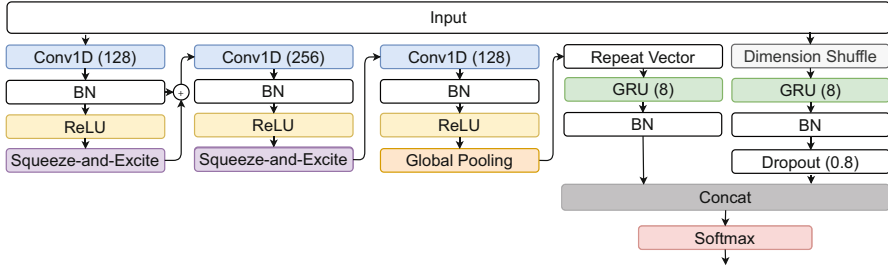 Input
Conv1D (128)
BN
ReLU
Squeeze-and-Excite
+
Conv1D (256)
BN
ReLU
Squeeze-and-Excite
Conv1D (128)
BN
ReLU
Global Pooling
Repeat Vector
GRU (8)
BN
Dimension Shuffle
GRU (8)
BN
Dropout (0.8)
Concat
Softmax